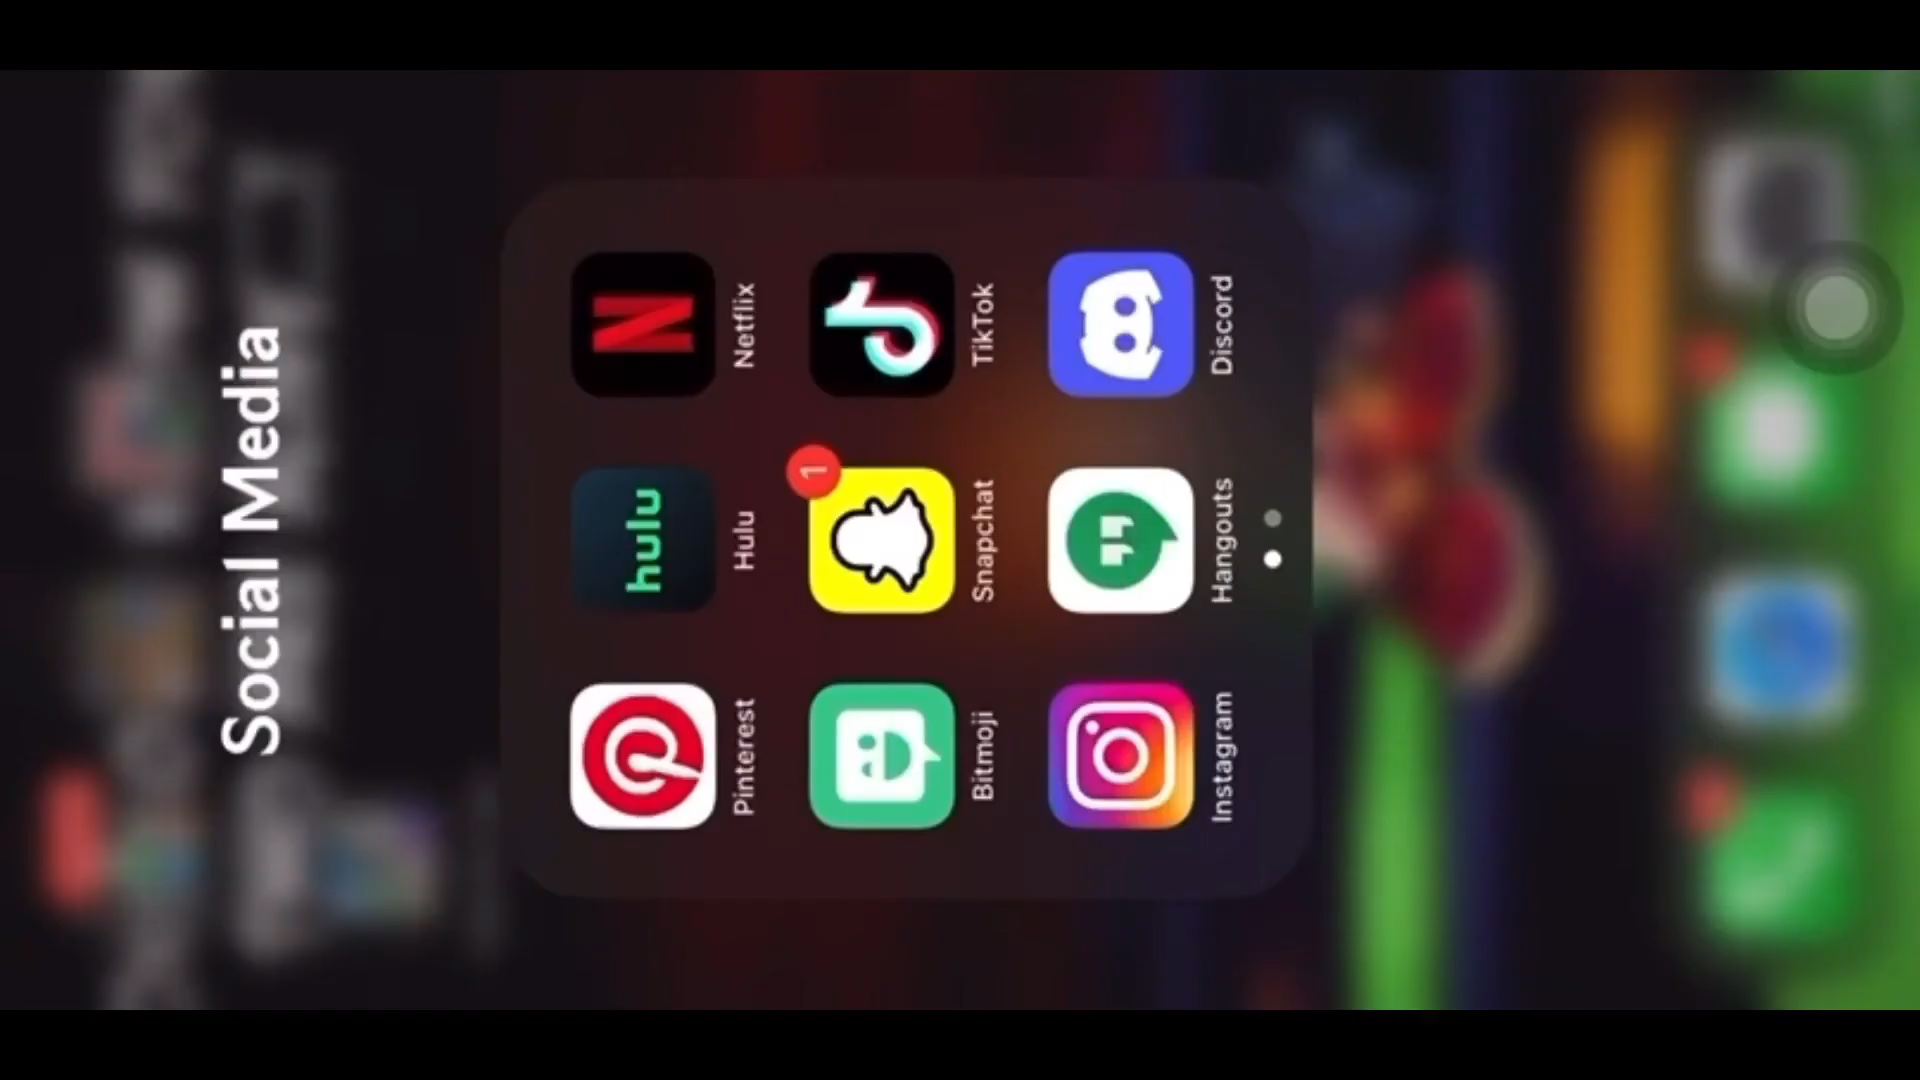 Social Media
Pinterest
hulu
Hulu
N
Netflix
Bitmoji
1
Snapchat
TikTok
Instagram
Hangouts
Discord